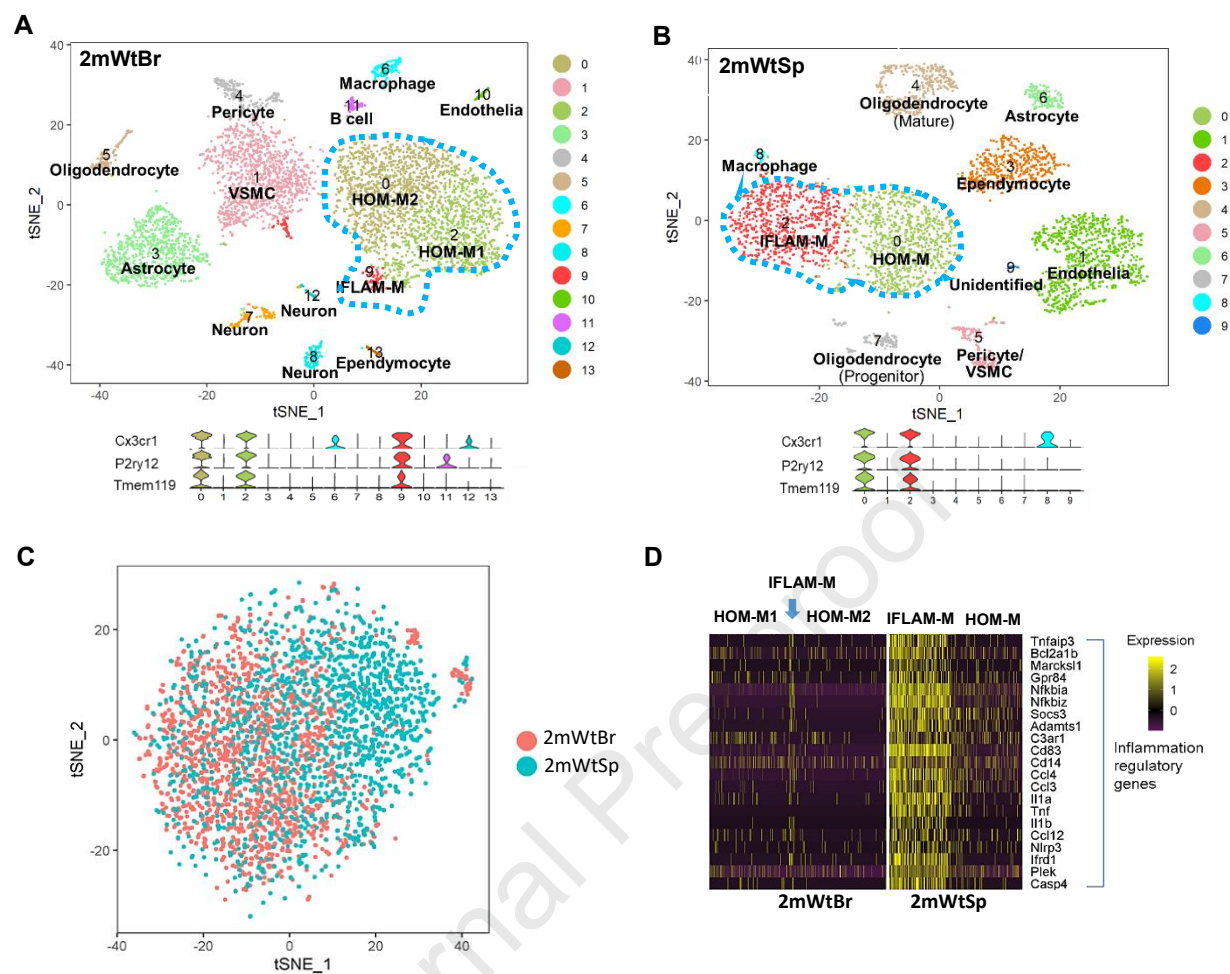 A
2mWtBr
40
20
0
-20
-40
-40
-20
0
20
tSNE_2
tSNE_1
6
Macrophage
10
Endothelia
4
Pericyte
11
B cell
5
Oligodendrocyte
1
VSMC
0
HOM-M2
2
HOM-M1
3
Astrocyte
9
IFLAM-M
12
Neuron
7
Neuron
8
Neuron
13
Ependymocyte
0
1
2
3
4
5
6
7
8
9
10
11
12
13
Cx3cr1
P2ry12
Tmem119
0 1 2 3 4 5 6 7 8 9 10 11 12 13
B
2mWtSp
40
20
0
-20
-40
-30
0
30
tSNE_2
tSNE_1
4
Oligodendrocyte
(Mature)
6
Astrocyte
8
Macrophage
3
Ependymocyte
2
IFLAM-M
0
HOM-M
9
Unidentified
1
Endothelia
7
Oligodendrocyte
(Progenitor)
5
Pericyte/
VSMC
0
1
2
3
4
5
6
7
8
9
Cx3cr1
P2ry12
Tmem119
0 1 2 3 4 5 6 7 8 9
C
20
0
-20
-40
-20
0
20
40
tSNE_2
tSNE_1
2mWtBr
2mWtSp
D
IFLAM-M
HOM-M1
HOM-M2
IFLAM-M
HOM-M
Tnfaip3
Bcl2a1b
Marcksl1
Gpr84
Nfkbia
Nfkbiz
Socs3
Adamts1
C3ar1
Cd83
Cd14
Ccl4
Ccl3
Il1a
Tnf
Il1b
Ccl12
Nlrp3
Ifrd1
Plek
Casp4
2mWtBr
2mWtSp
Expression
2
1
0
-1
Inflammation
regulatory
genes
rnal Pre-proof